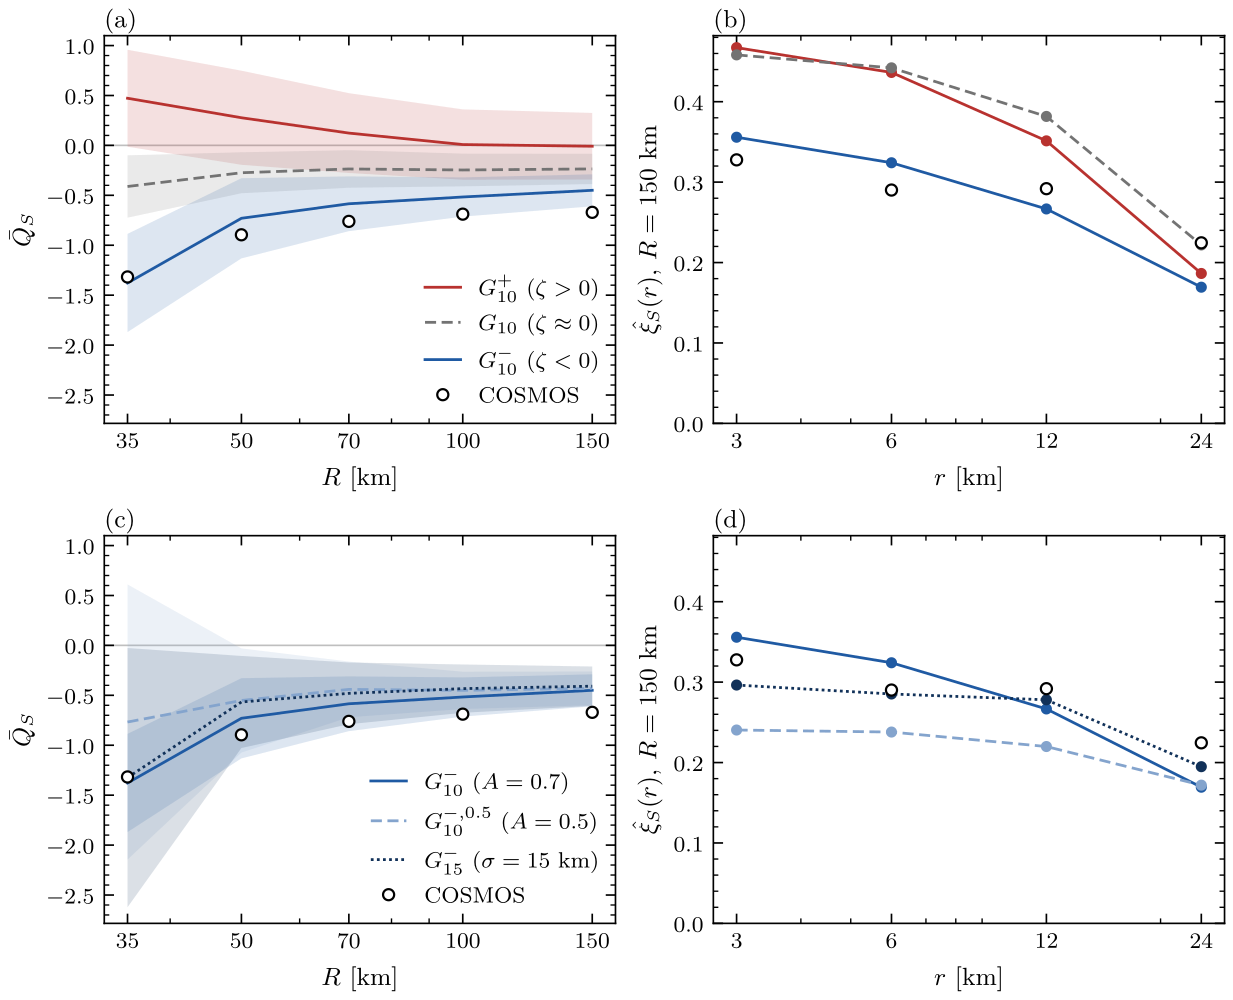 (a)
1.0
0.5
0.0
−0.5
−1.0
−1.5
−2.0
−2.5
Q̄_S
G₁₀⁺ (ζ > 0)
G₁₀ (ζ ≈ 0)
G₁₀⁻ (ζ < 0)
COSMOS
35 50 70 100 150
R [km]
(b)
0.4
0.3
0.2
0.1
0.0
ξ̂_S(r), R = 150 km
3 6 12 24
r [km]
(c)
1.0
0.5
0.0
−0.5
−1.0
−1.5
−2.0
−2.5
Q̄_S
G₁₀⁻ (A = 0.7)
G₁₀⁻,⁰·⁵ (A = 0.5)
G₁₅⁻ (σ = 15 km)
COSMOS
35 50 70 100 150
R [km]
(d)
0.4
0.3
0.2
0.1
0.0
ξ̂_S(r), R = 150 km
3 6 12 24
r [km]